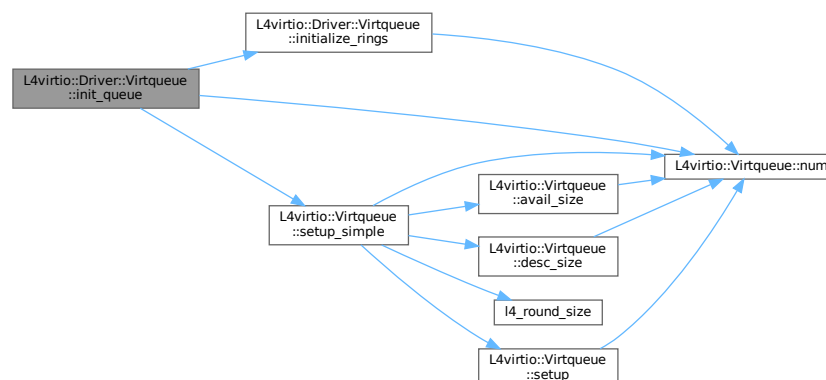 L4virtio::Driver::Virtqueue
::initialize_rings
L4virtio::Driver::Virtqueue
::init_queue
L4virtio::Virtqueue::num
L4virtio::Virtqueue
::avail_size
L4virtio::Virtqueue
::setup_simple
L4virtio::Virtqueue
::desc_size
l4_round_size
L4virtio::Virtqueue
::setup